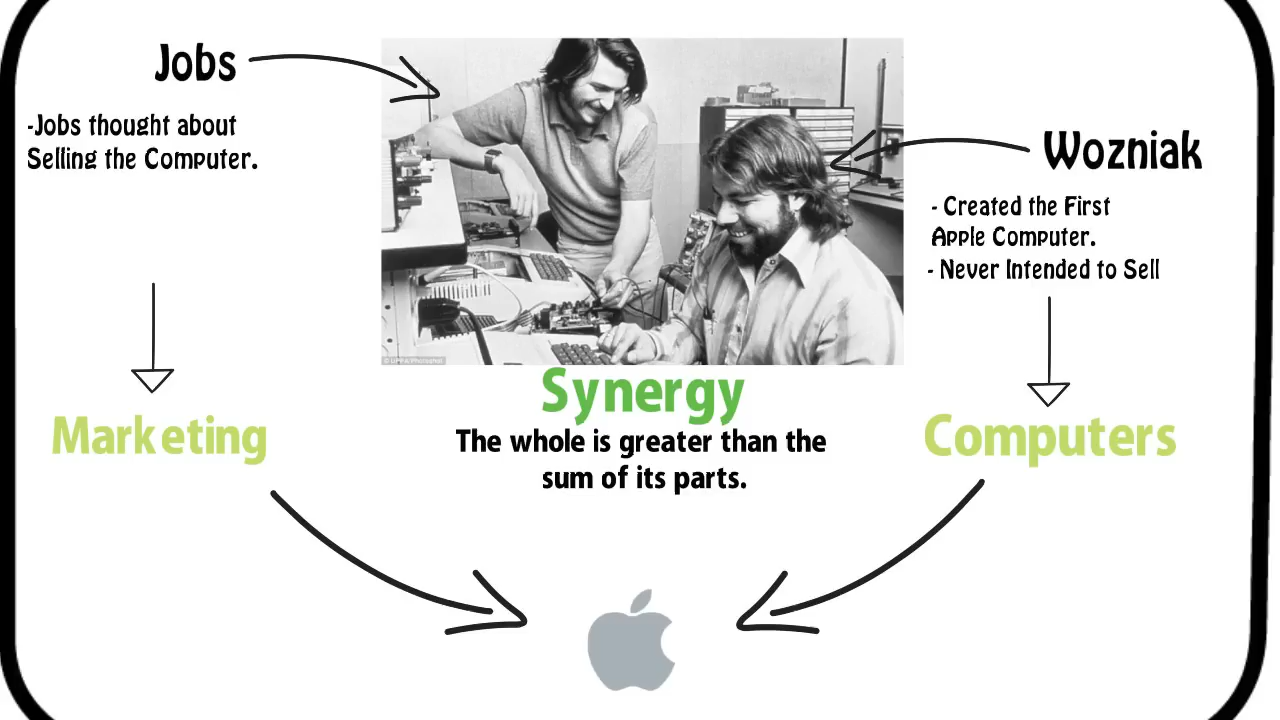 Jobs
-Jobs thought about
Selling the Computer.
Wozniak
- Created the First
Apple Computer.
- Never Intended to Sell
Synergy
The whole is greater than the
sum of its parts.
Marketing
Computers